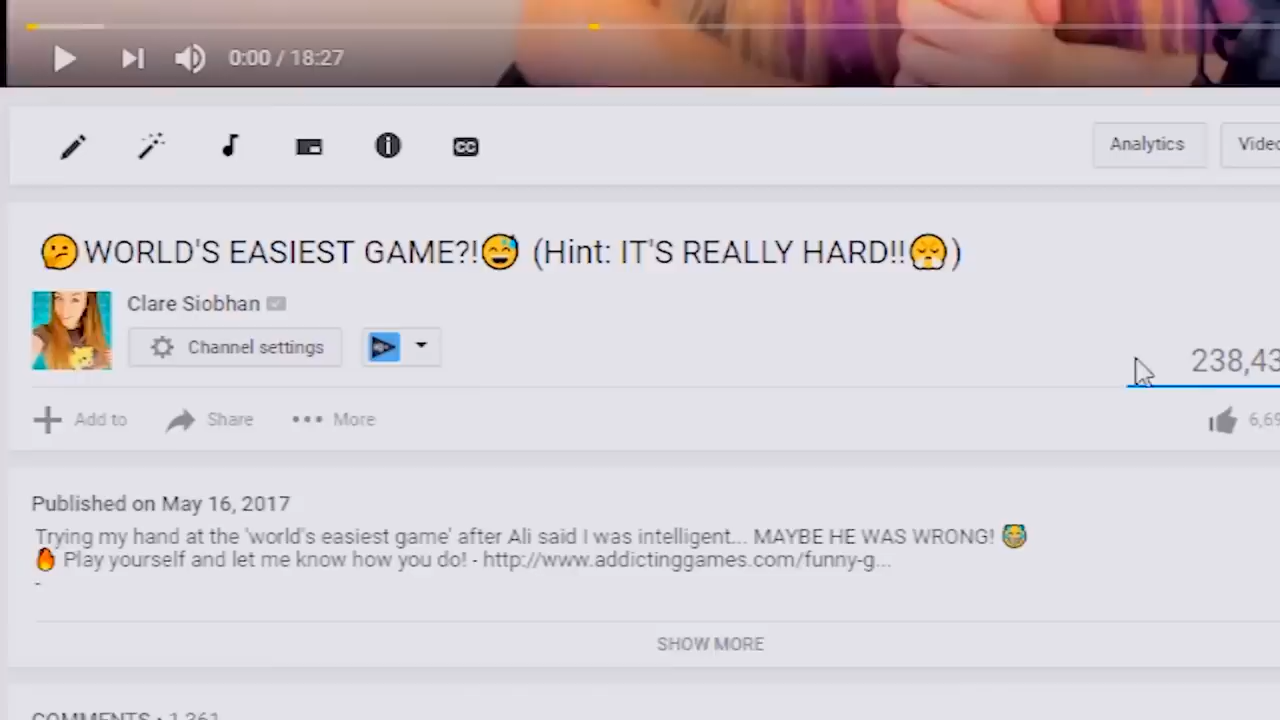 0:00 / 18:27
CC
Analytics
🤔WORLD'S EASIEST GAME?!😅 (Hint: IT'S REALLY HARD!!😤)
Clare Siobhan
Channel settings
238,43
Add to
Share
More
6,69
Published on May 16, 2017
Trying my hand at the 'world's easiest game' after Ali said I was intelligent... MAYBE HE WAS WRONG! 😂
🔥 Play yourself and let me know how you do! - http://www.addictinggames.com/funny-g...
-
SHOW MORE
COMMENTS • 1,361